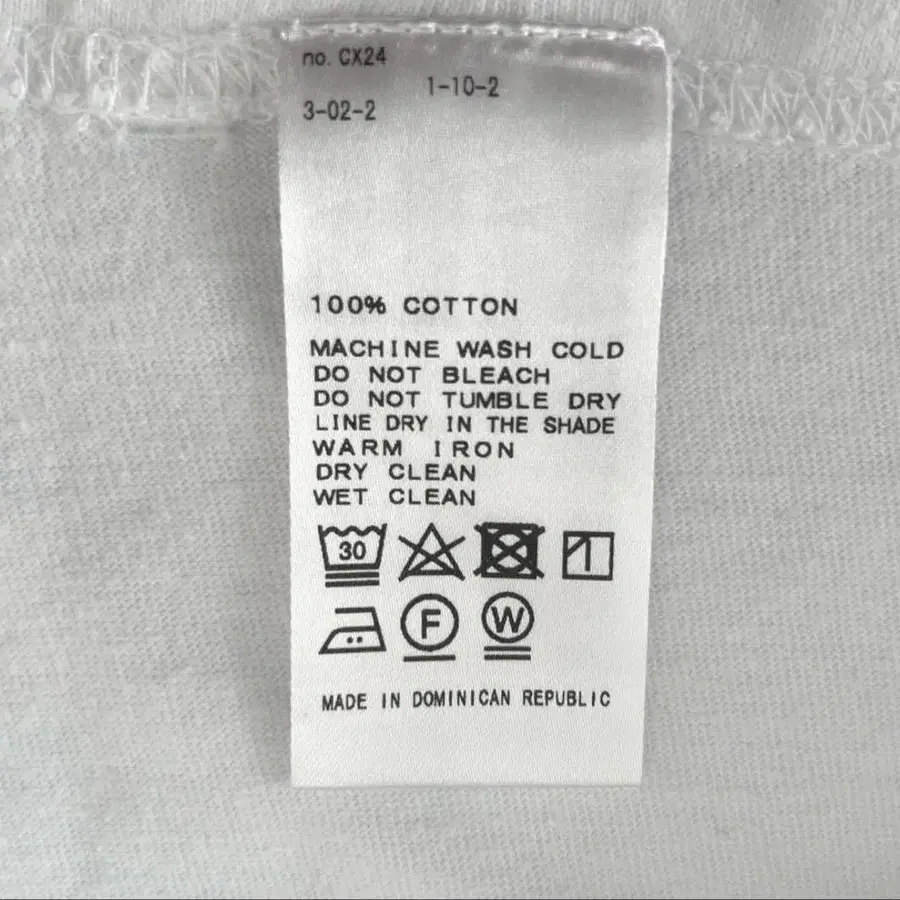 no. CX24
1-10-2
3-02-2
100% COTTON
MACHINE WASH COLD
DO NOT BLEACH
DO NOT TUMBLE DRY
LINE DRY IN THE SHADE
WARM IRON
DRY CLEAN
WET CLEAN
30
F W
MADE IN DOMINICAN REPUBLIC